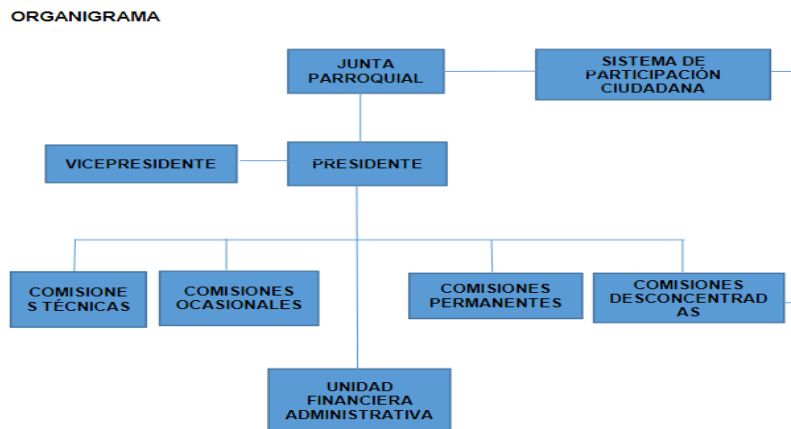 ORGANIGRAMA
JUNTA
PARROQUIAL
SISTEMA DE
PARTICIPACIÓN
CIUDADANA
VICEPRESIDENTE
PRESIDENTE
COMISIONE
S TÉCNICAS
COMISIONES
OCASIONALES
COMISIONES
PERMANENTES
COMISIONES
DESCONCENTRAD
AS
UNIDAD
FINANCIERA
ADMINISTRATIVA